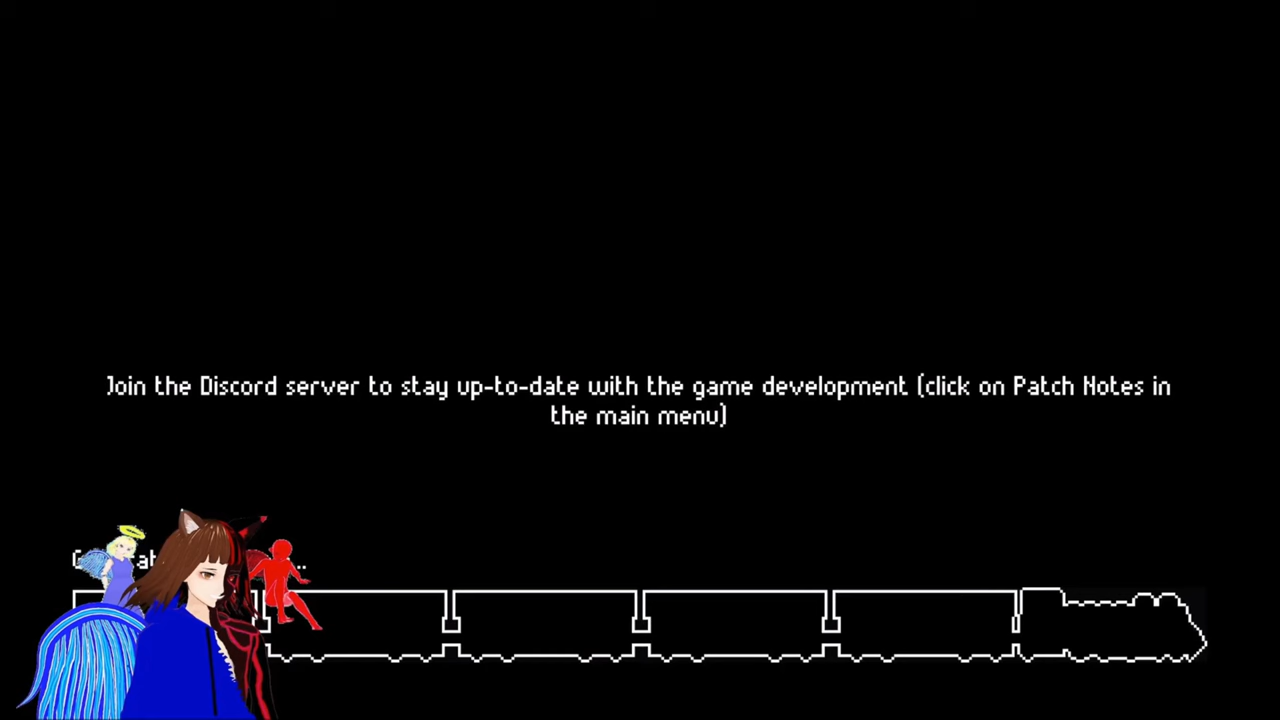 Join the Discord server to stay up-to-date with the game development (click on Patch Notes in
the main menu)